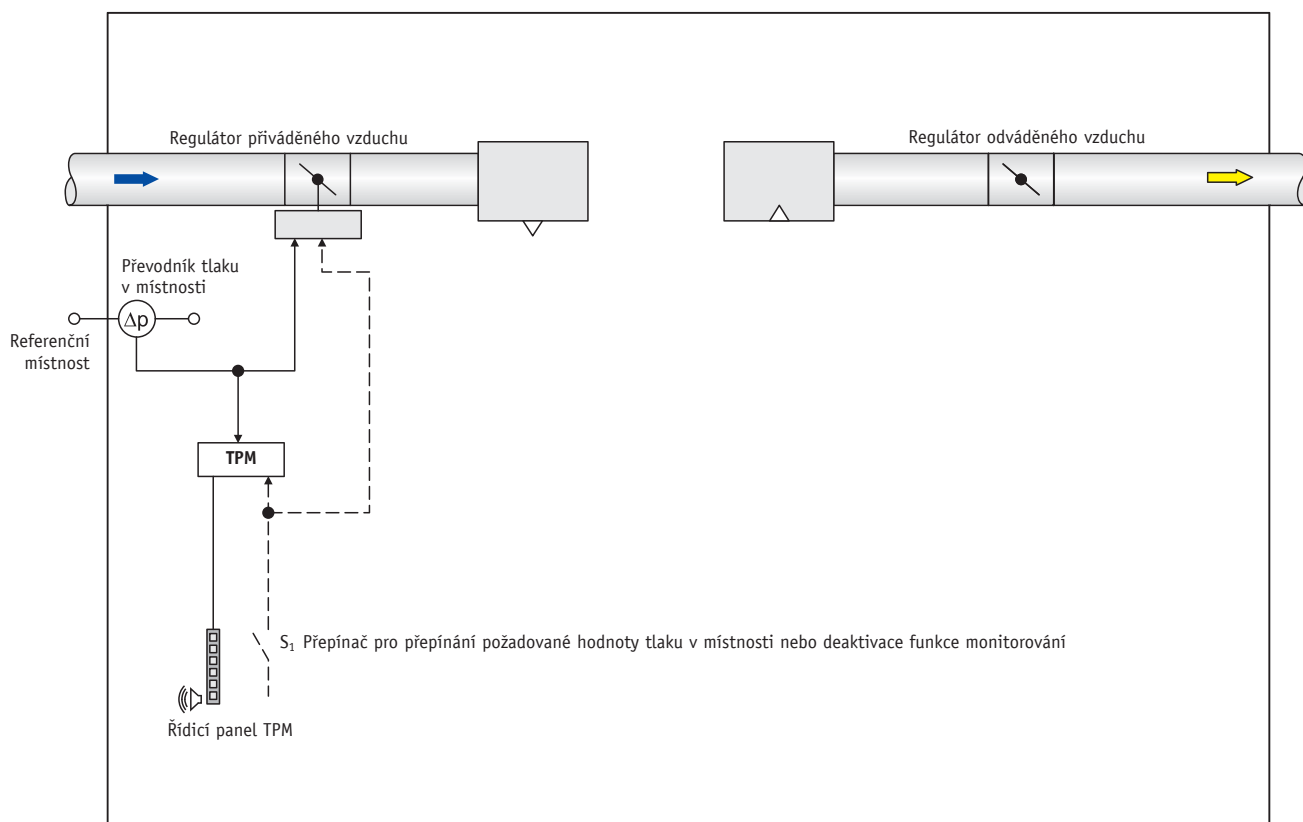 Regulátor přiváděného vzduchu
Regulátor odváděného vzduchu
Převodník tlaku
v místnosti
Δp
Referenční
místnost
TPM
S₁ Přepínač pro přepínání požadované hodnoty tlaku v místnosti nebo deaktivace funkce monitorování
Řídicí panel TPM